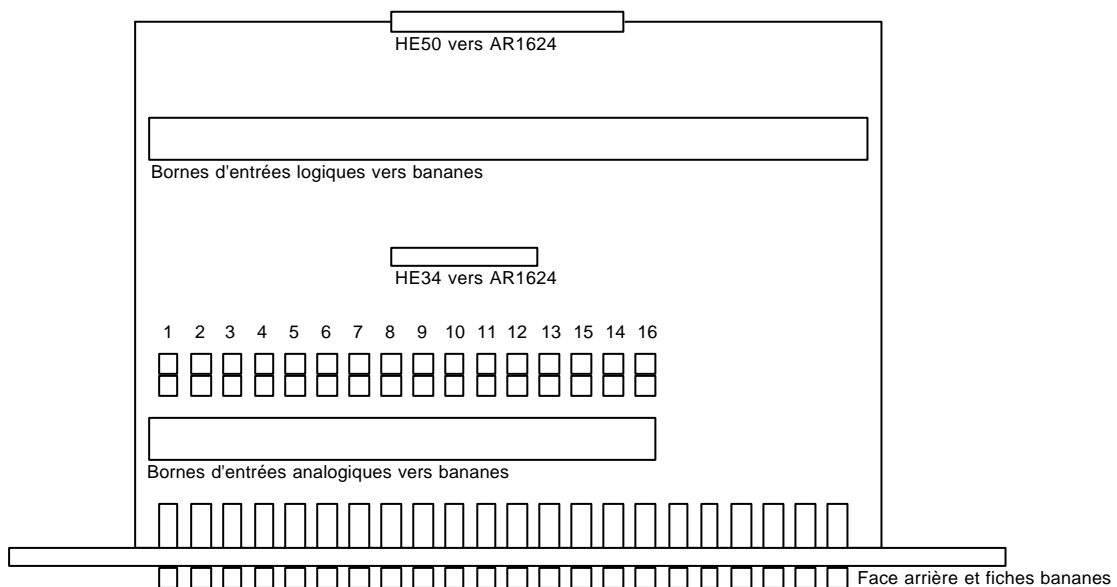 HE50 vers AR1624
Bornes d'entrées logiques vers bananes
HE34 vers AR1624
1 2 3 4 5 6 7 8 9 10 11 12 13 15 14 16
Bornes d'entrées analogiques vers bananes
Face arrière et fiches bananes